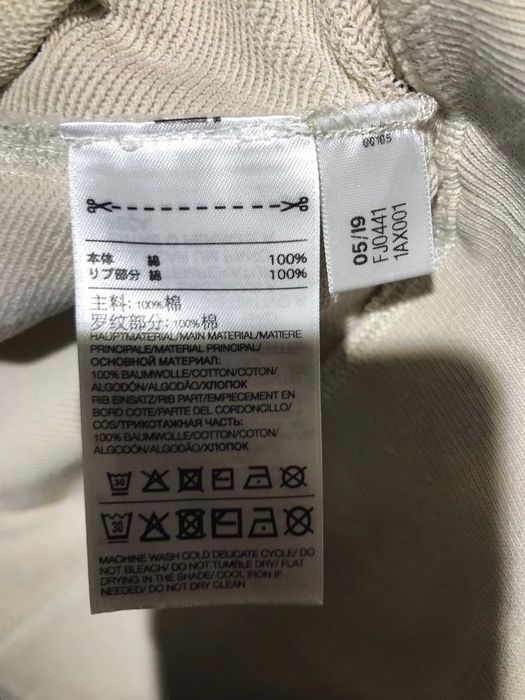 本体 綿 100%
リブ部分 綿 100%
主料: 100%棉
罗纹部分: 100%棉
HAUPTMATERIAL/MAIN MATERIAL/MATIERE
PRINCIPALE/MATERIAL PRINCIPAL/
ОСНОВНОЙ МАТЕРИАЛ:
100% BAUMWOLLE/COTTON/COTON/
ALGODÓN/ALGODÃO/ХЛОПОК
RIB EINSATZ/RIB PART/EMPIECEMENT EN
BORD COTE/PARTE DEL CORDONCILLO/
CÓS/ТРИКОТАЖНАЯ ЧАСТЬ:
100% BAUMWOLLE/COTTON/COTON/
ALGODÓN/ALGODÃO/ХЛОПОК
30
30
MACHINE WASH COLD DELICATE CYCLE/ DO
NOT BLEACH/ DO NOT TUMBLE DRY/ FLAT
DRYING IN THE SHADE/ COOL IRON IF
NEEDED/ DO NOT DRY CLEAN
00165
05/19
FJ0441
1AX001